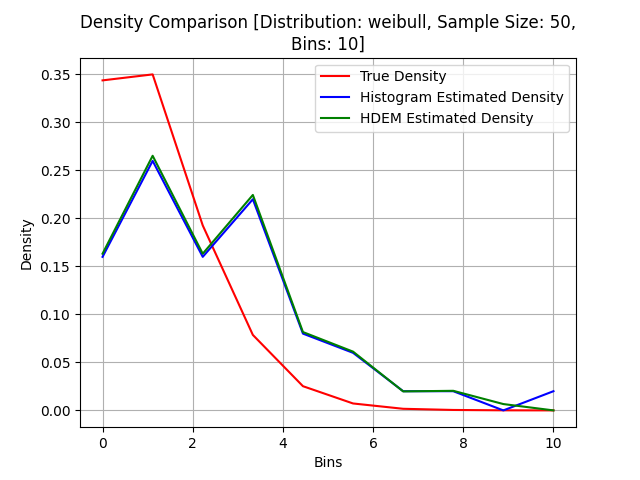 Density Comparison [Distribution: weibull, Sample Size: 50,
Bins: 10]
True Density
Histogram Estimated Density
HDEM Estimated Density
Density
0.35
0.30
0.25
0.20
0.15
0.10
0.05
0.00
0 2 4 6 8 10
Bins